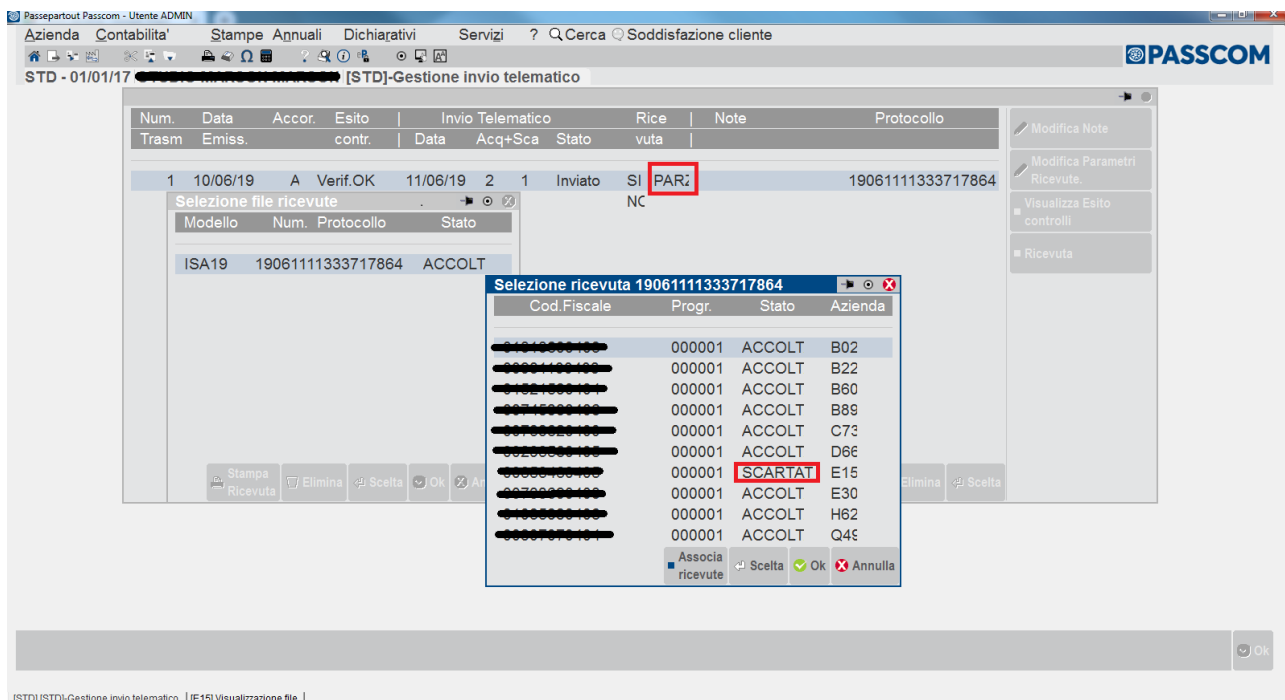 Passepartout Passcom - Utente ADMIN
Azienda Contabilita' Stampe Annuali Dichiarativi Servizi ? Cerca Soddisfazione cliente
PASSCOM
STD - 01/01/17 [STD]-Gestione invio telematico
Num. Data Accor. Esito | Invio Telematico Rice | Note Protocollo
Trasm Emiss. contr. | Data Acq+Sca Stato vuta |
1 10/06/19 A Verif.OK 11/06/19 2 1 Inviato SI PARZ 19061111333717864
NO
Modifica Note
Modifica Parametri
Ricevute.
Visualizza Esito
controlli
Ricevuta
Selezione file ricevute .
Modello Num. Protocollo Stato
ISA19 19061111333717864 ACCOLT
Stampa
Ricevuta
Elimina Scelta Ok An
Selezione ricevuta 19061111333717864
Cod.Fiscale Progr. Stato Azienda
000001 ACCOLT B02
000001 ACCOLT B22
000001 ACCOLT B60
000001 ACCOLT B89
000001 ACCOLT C73
000001 ACCOLT D66
000001 SCARTAT E15
000001 ACCOLT E30
000001 ACCOLT H62
000001 ACCOLT Q49
Associa
ricevute
Scelta Ok Annulla
Elimina Scelta
Ok
[STD][STD]-Gestione invio telematico | [E15] Visualizzazione file |